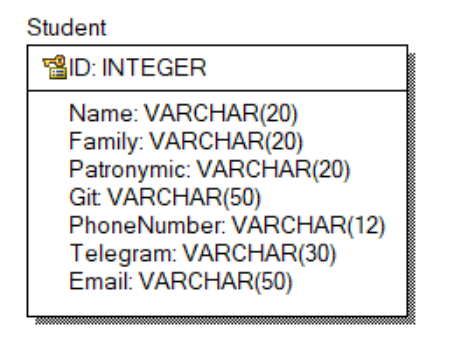 Student
ID: INTEGER
Name: VARCHAR(20)
Family: VARCHAR(20)
Patronymic: VARCHAR(20)
Git: VARCHAR(50)
PhoneNumber: VARCHAR(12)
Telegram: VARCHAR(30)
Email: VARCHAR(50)